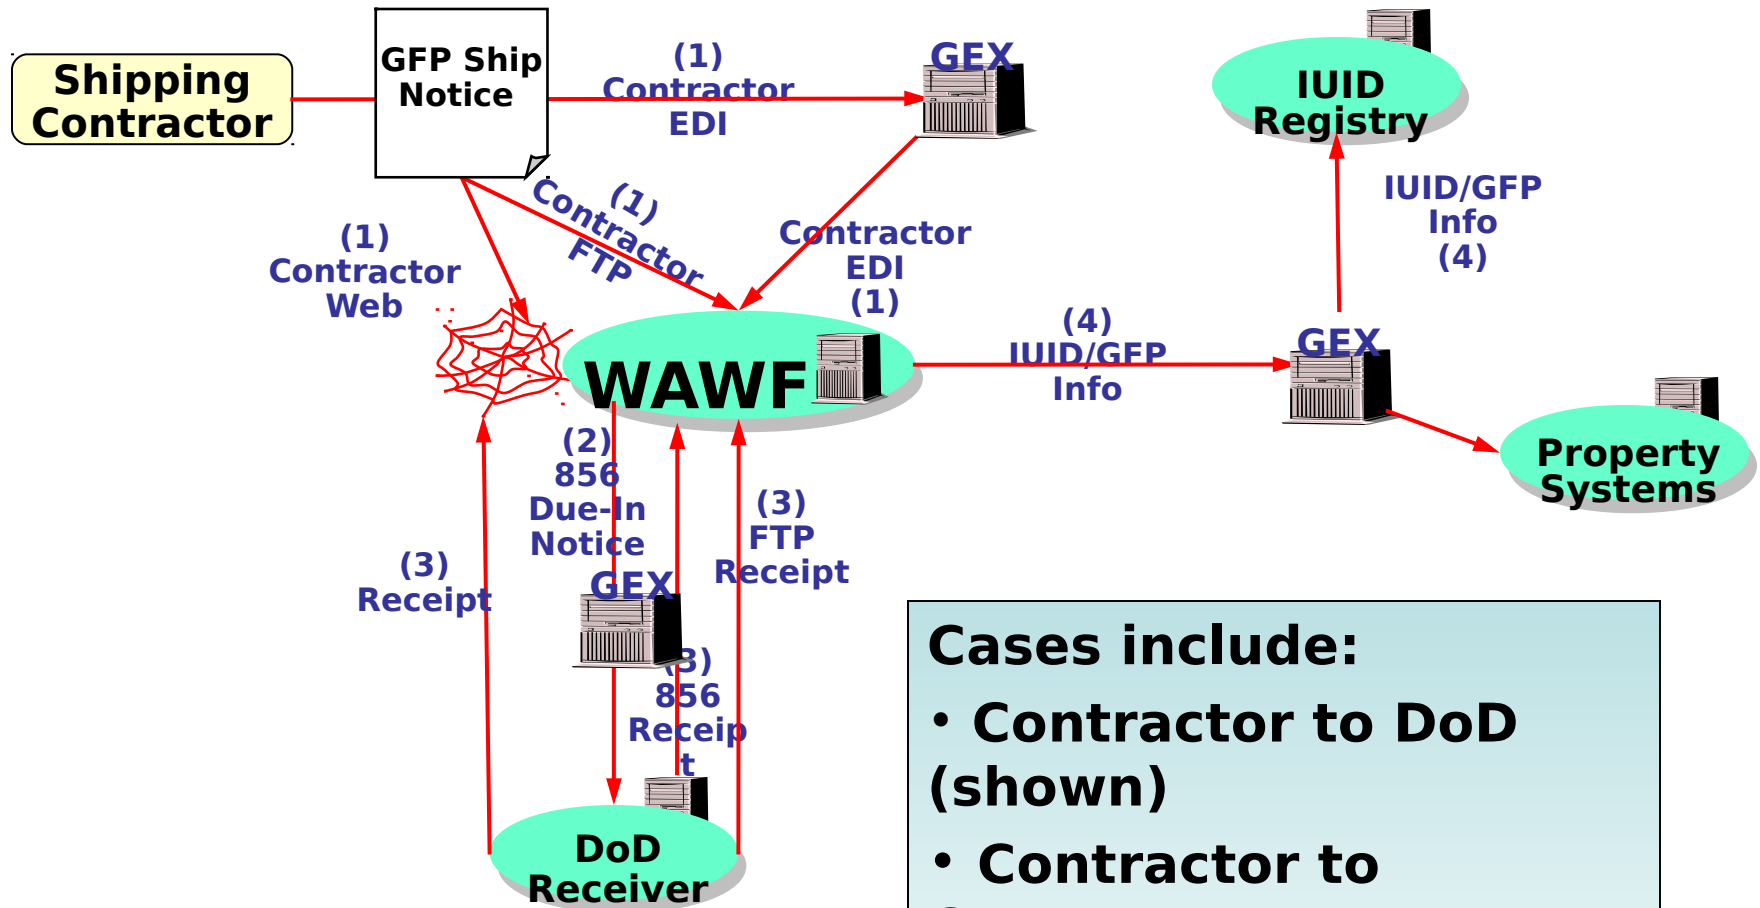 Shipping
Contractor
GFP Ship
Notice
(1)
Contractor
EDI
GEX
IUID
Registry
IUID/GFP
Info
(4)
(1)
Contractor
FTP
Contractor
EDI
(1)
(1)
Contractor
Web
WAWF
(4)
IUID/GFP
Info
GEX
Property
Systems
(2)
856
Due-In
Notice
(3)
FTP
Receipt
(3)
Receipt
GEX
(3)
856
Receip
t
DoD
Receiver
Cases include:
• Contractor to DoD
(shown)
• Contractor to